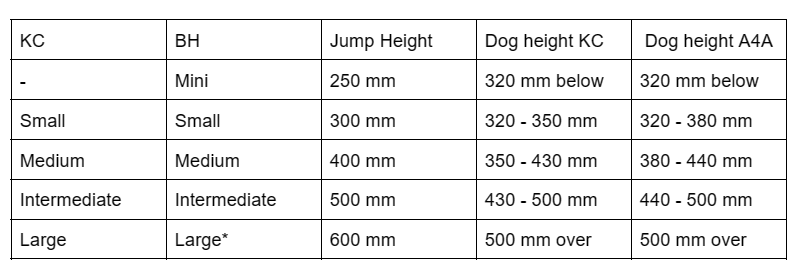 KC BH Jump Height Dog height KC Dog height A4A
- Mini 250 mm 320 mm below 320 mm below
Small Small 300 mm 320 - 350 mm 320 - 380 mm
Medium Medium 400 mm 350 - 430 mm 380 - 440 mm
Intermediate Intermediate 500 mm 430 - 500 mm 440 - 500 mm
Large Large* 600 mm 500 mm over 500 mm over